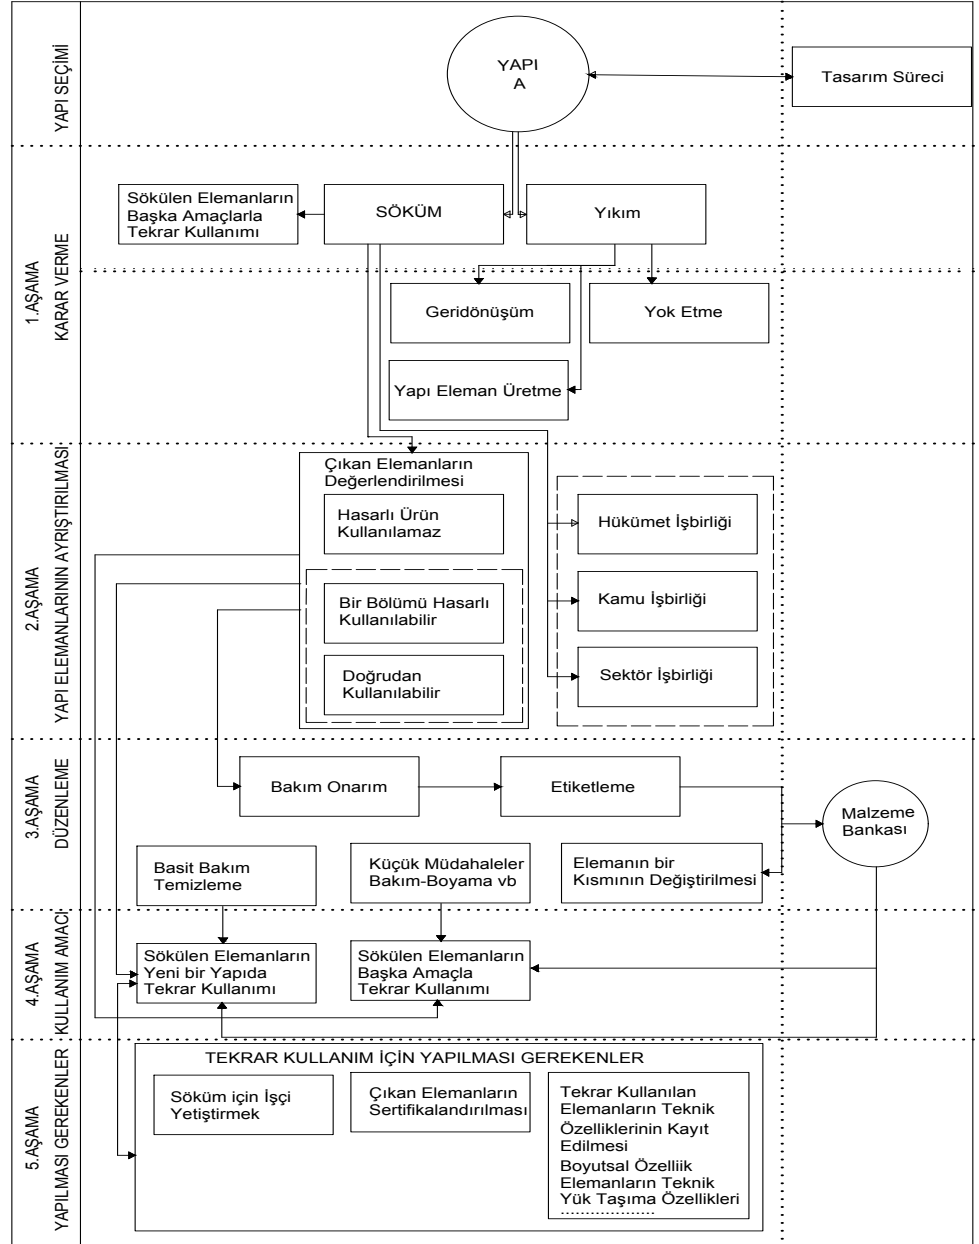 YAPI SEÇİMİ
YAPI
A
Tasarım Süreci
1.AŞAMA
KARAR VERME
Sökülen Elemanların
Başka Amaçlarla
Tekrar Kullanımı
SÖKÜM
Yıkım
Geridönüşüm
Yok Etme
Yapı Eleman Üretme
2.AŞAMA
YAPI ELEMANLARININ AYRIŞTIRILMASI
Çıkan Elemanların
Değerlendirilmesi
Hasarlı Ürün
Kullanılamaz
Bir Bölümü Hasarlı
Kullanılabilir
Doğrudan
Kullanılabilir
Hükümet İşbirliği
Kamu İşbirliği
Sektör İşbirliği
3.AŞAMA
DÜZENLEME
Bakım Onarım
Etiketleme
Malzeme
Bankası
Basit Bakım
Temizleme
Küçük Müdahaleler
Bakım-Boyama vb
Elemanın bir
Kısmının Değiştirilmesi
4.AŞAMA
KULLANIM AMACI
Sökülen Elemanların
Yeni bir Yapıda
Tekrar Kullanımı
Sökülen Elemanların
Başka Amaçla
Tekrar Kullanımı
5.AŞAMA
YAPILMASI GEREKENLER
TEKRAR KULLANIM İÇİN YAPILMASI GEREKENLER
Söküm için İşçi
Yetiştirmek
Çıkan Elemanların
Sertifikalandırılması
Tekrar Kullanılan
Elemanların Teknik
Özelliklerinin Kayıt
Edilmesi
Boyutsal Özelliik
Elemanların Teknik
Yük Taşıma Özellikleri
.....................